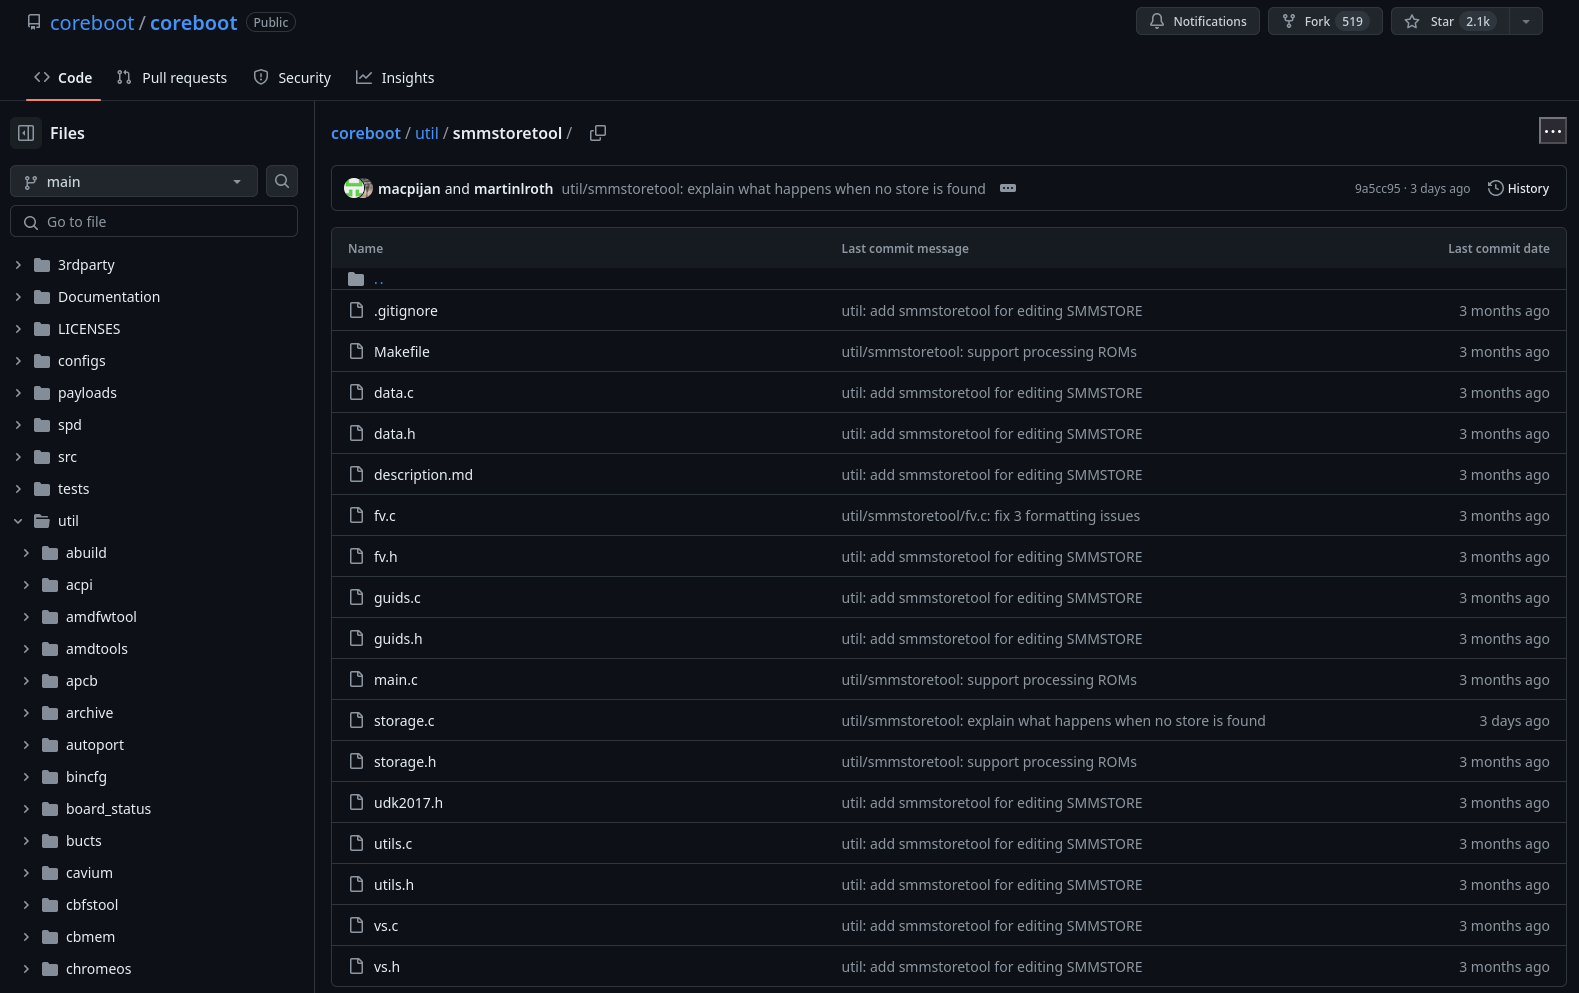 coreboot / coreboot Public
Notifications Fork 519 Star 2.1k
Code Pull requests Security Insights
Files
main
Go to file
3rdparty
Documentation
LICENSES
configs
payloads
spd
src
tests
util
abuild
acpi
amdfwtool
amdtools
apcb
archive
autoport
bincfg
board_status
bucts
cavium
cbfstool
cbmem
chromeos
coreboot / util / smmstoretool /
macpijan and martinlroth util/smmstoretool: explain what happens when no store is found 9a5cc95 · 3 days ago History
Name Last commit message Last commit date
..
.gitignore util: add smmstoretool for editing SMMSTORE 3 months ago
Makefile util/smmstoretool: support processing ROMs 3 months ago
data.c util: add smmstoretool for editing SMMSTORE 3 months ago
data.h util: add smmstoretool for editing SMMSTORE 3 months ago
description.md util: add smmstoretool for editing SMMSTORE 3 months ago
fv.c util/smmstoretool/fv.c: fix 3 formatting issues 3 months ago
fv.h util: add smmstoretool for editing SMMSTORE 3 months ago
guids.c util: add smmstoretool for editing SMMSTORE 3 months ago
guids.h util: add smmstoretool for editing SMMSTORE 3 months ago
main.c util/smmstoretool: support processing ROMs 3 months ago
storage.c util/smmstoretool: explain what happens when no store is found 3 days ago
storage.h util/smmstoretool: support processing ROMs 3 months ago
udk2017.h util: add smmstoretool for editing SMMSTORE 3 months ago
utils.c util: add smmstoretool for editing SMMSTORE 3 months ago
utils.h util: add smmstoretool for editing SMMSTORE 3 months ago
vs.c util: add smmstoretool for editing SMMSTORE 3 months ago
vs.h util: add smmstoretool for editing SMMSTORE 3 months ago